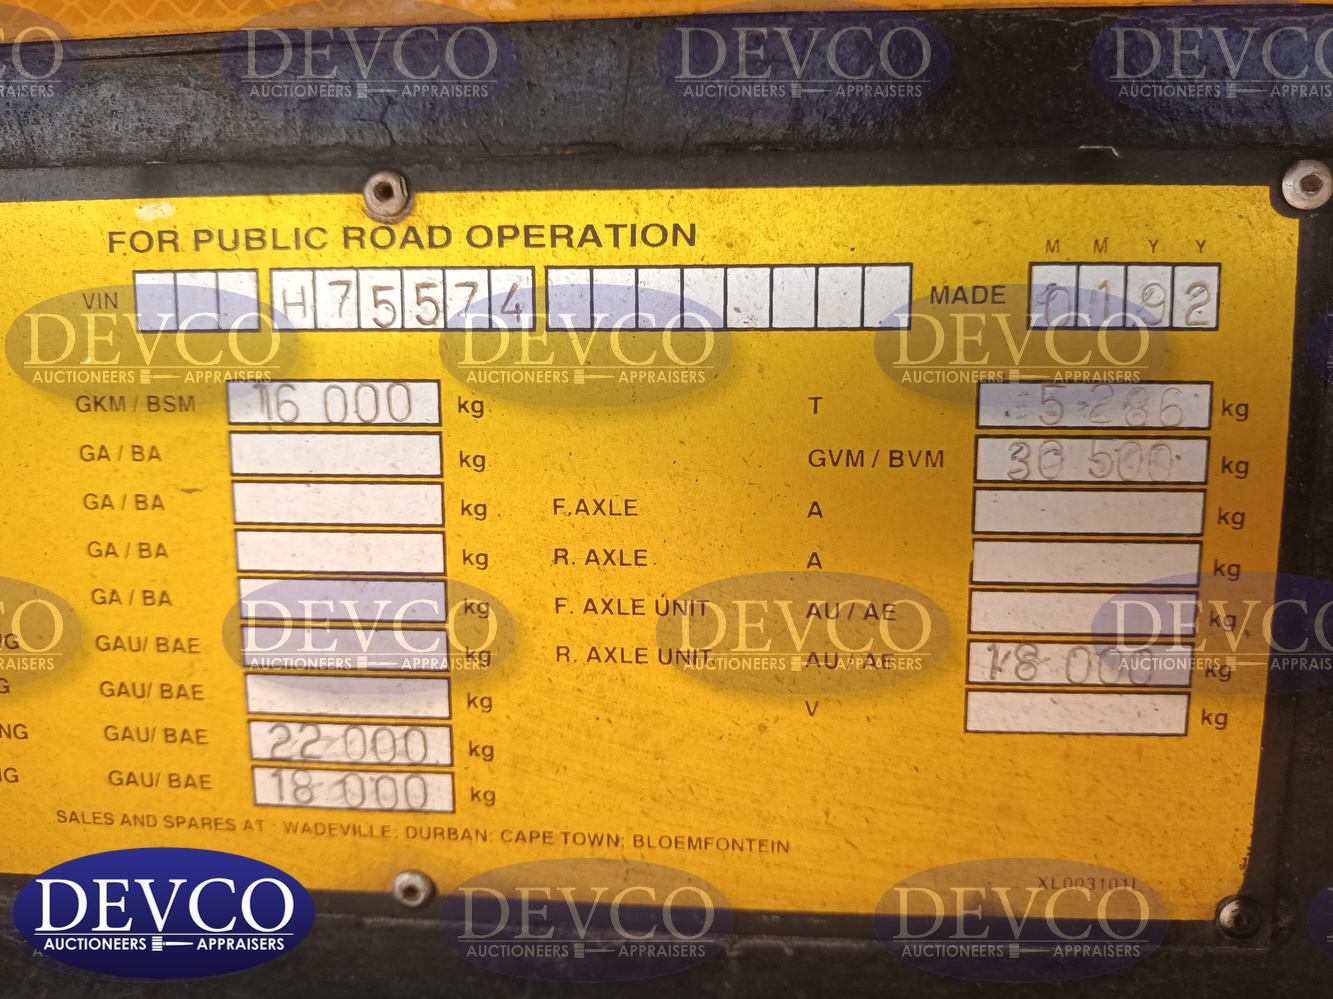 FOR PUBLIC ROAD OPERATION
M M Y Y
VIN H75574 MADE 0192
GKM / BSM 16 000 kg T 5 286 kg
GA / BA kg GVM / BVM 30 500 kg
GA / BA kg F. AXLE A kg
GA / BA kg R. AXLE A kg
GA / BA kg F. AXLE UNIT AU / AE kg
NG GAU/ BAE kg R. AXLE UNIT AU / AE 18 000 kg
G GAU/ BAE kg V kg
NG GAU/ BAE 22 000 kg
NG GAU/ BAE 18 000 kg
SALES AND SPARES AT : WADEVILLE; DURBAN; CAPE TOWN; BLOEMFONTEIN
XL003101L
DEVCO
AUCTIONEERS APPRAISERS